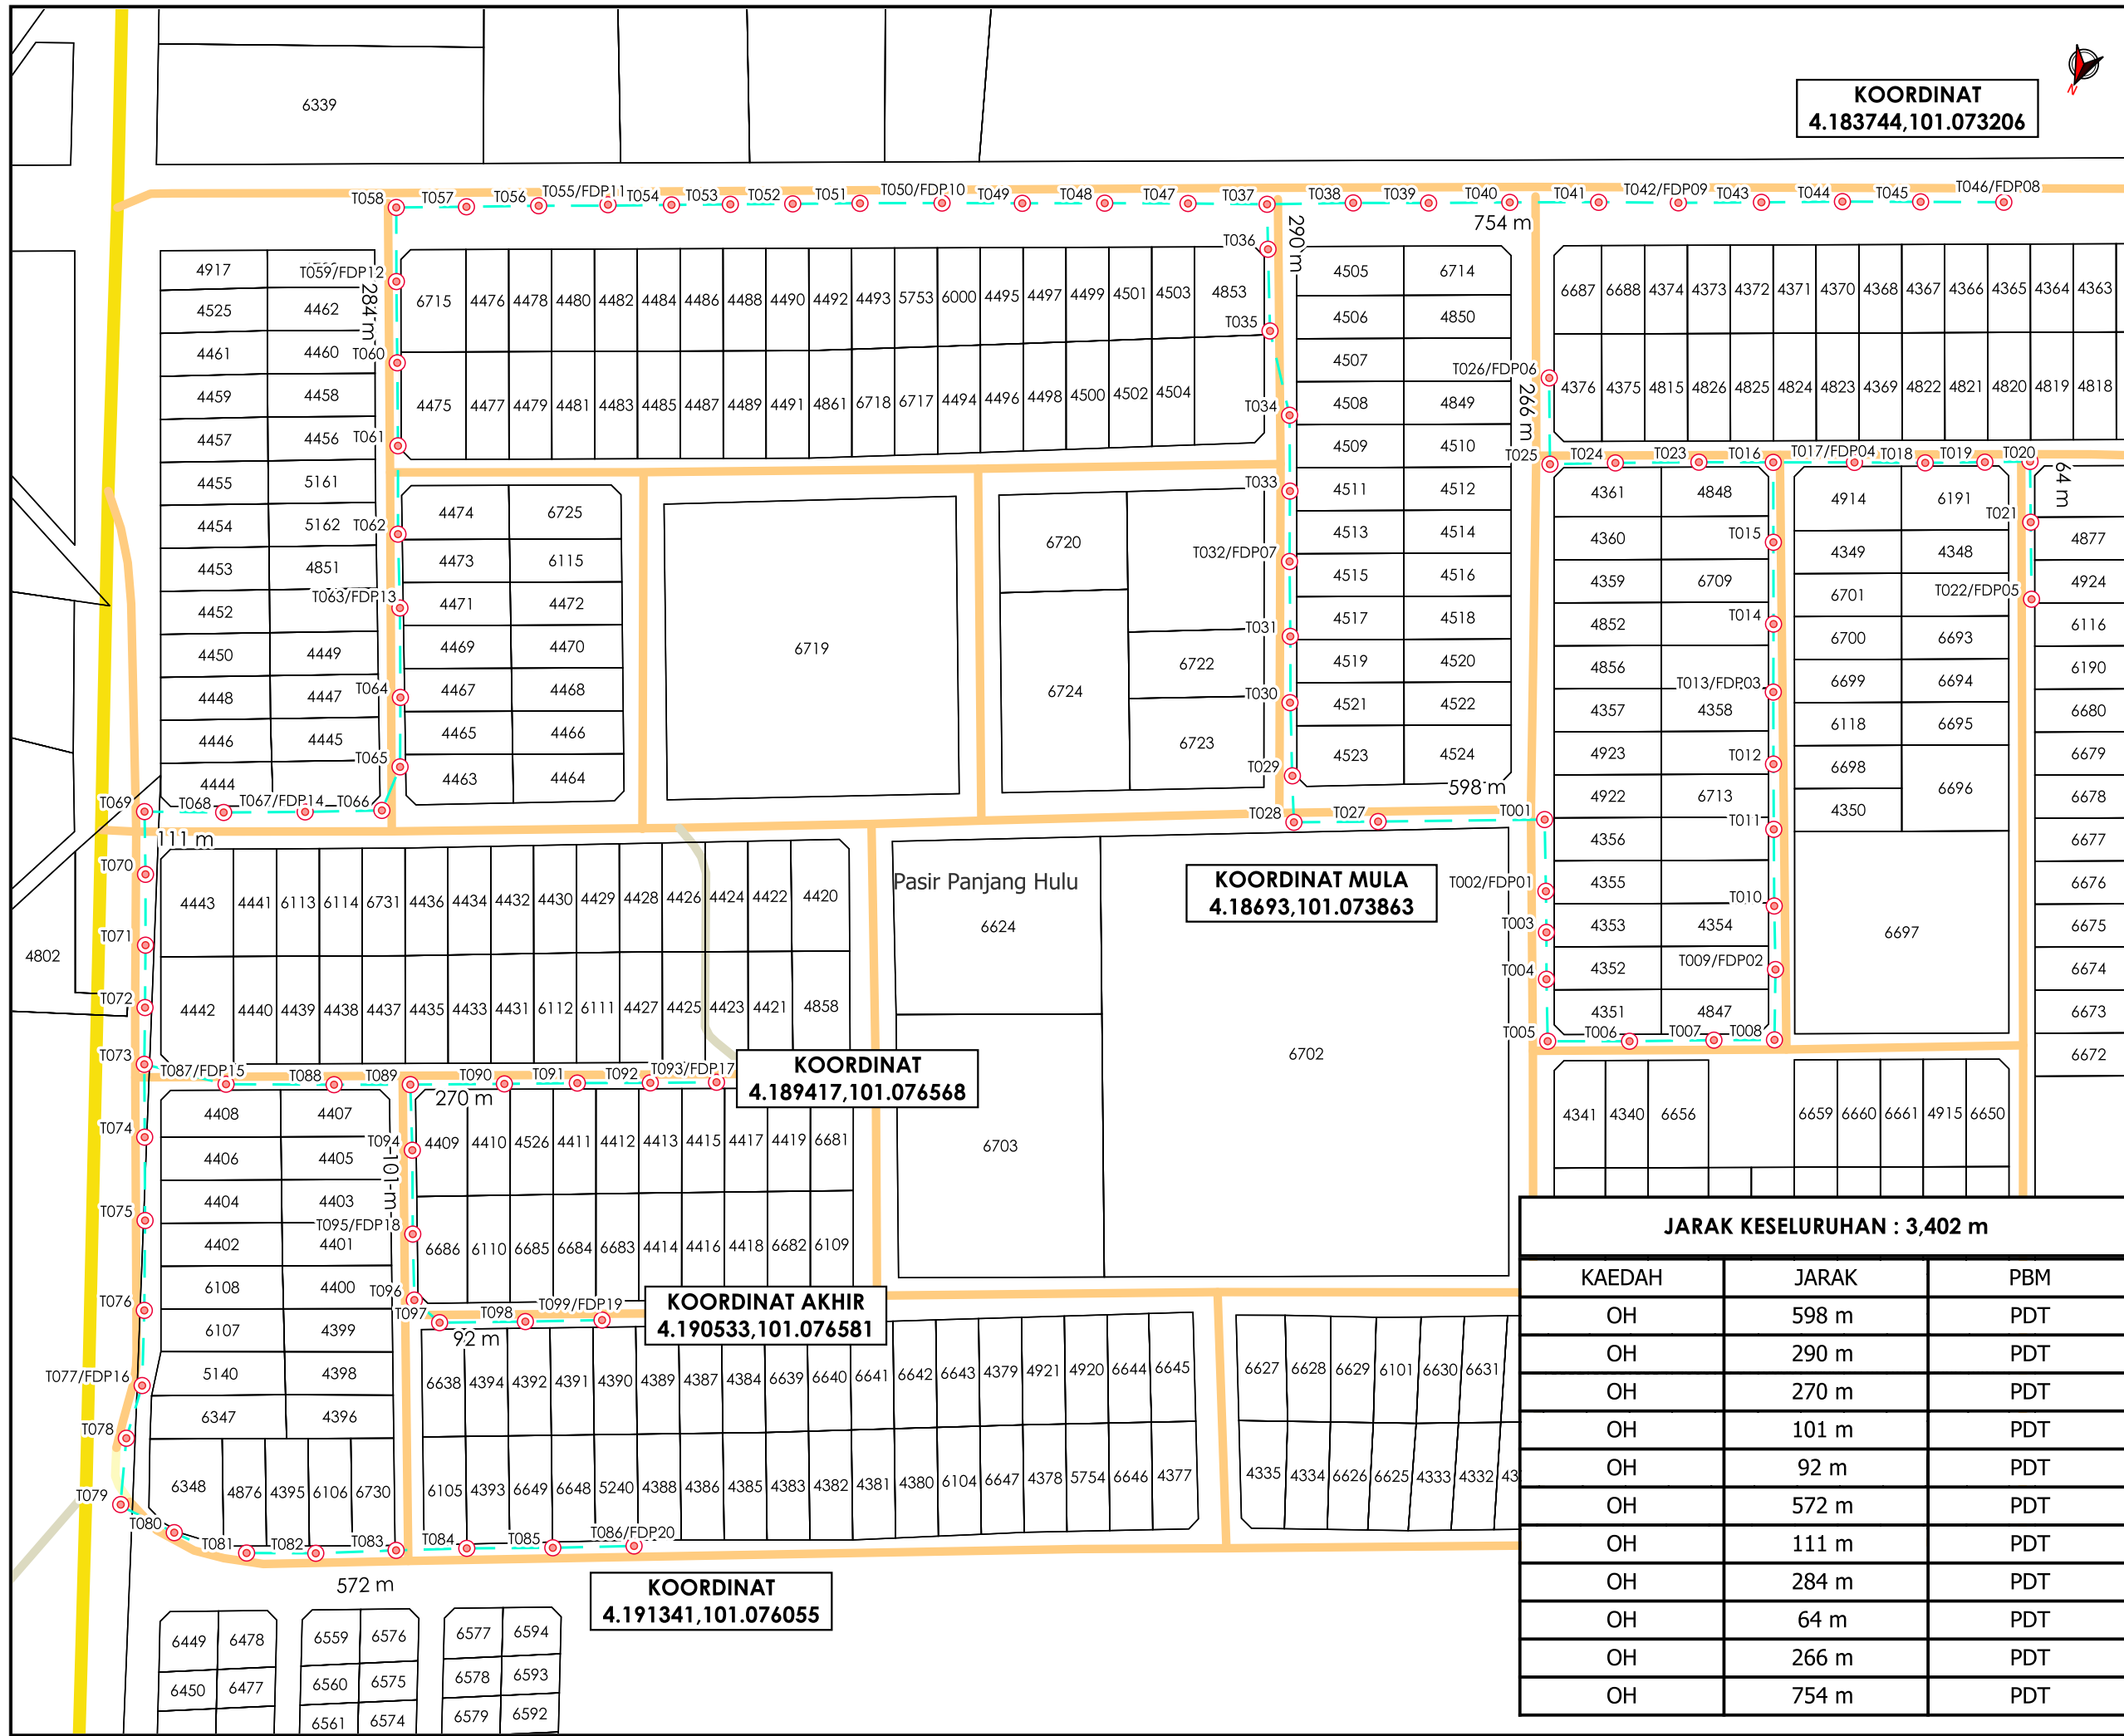 6339
KOORDINAT
4.183744,101.073206
N
T058
T057
T056
T055/FDP11
T054
T053
T052
T051
T050/FDP10
T049
T048
T047
T037
T038
T039
T040
T041
T042/FDP09
T043
T044
T045
T046/FDP08
754 m
290 m
T036
T035
T034
T033
T032/FDP07
T031
T030
T029
T028
T027
T001
598 m
4917
4525
4462
4461
4460
4459
4458
4457
4456
4455
5161
4454
5162
4453
4851
4452
4450
4449
4448
4447
4446
4445
4444
T059/FDP12
284 m
T060
T061
T062
T063/FDP13
T064
T065
T066
T067/FDP14
T068
T069
111 m
6715 4476 4478 4480 4482 4484 4486 4488 4490 4492 4493 5753 6000 4495 4497 4499 4501 4503 4853
4475 4477 4479 4481 4483 4485 4487 4489 4491 4861 6718 6717 4494 4496 4498 4500 4502 4504
4474 6725
4473 6115
4471 4472
4469 4470
4467 4468
4465 4466
4463 4464
6719
6720
6724
6722
6723
4505 6714
4506 4850
4507
4508 4849
4509 4510
4511 4512
4513 4514
4515 4516
4517 4518
4519 4520
4521 4522
4523 4524
6687 6688 4374 4373 4372 4371 4370 4368 4367 4366 4365 4364 4363
4376 4375 4815 4826 4825 4824 4823 4369 4822 4821 4820 4819 4818
T026/FDP06
266 m
T025
T024
T023
T016
T017/FDP04
T018
T019
T020
64 m
T021
T022/FDP05
T015
T014
T013/FDP03
T012
T011
T010
T009/FDP02
T008
T007
T006
T005
T004
T003
T002/FDP01
4361 4848
4360
4359 6709
4852
4856
4357 4358
4923
4922 6713
4356
4355
4353 4354
4352
4351 4847
4914 6191
4349 4348
6701
6700 6693
6699 6694
6118 6695
6698
6696
4350
6697
4877
4924
6116
6190
6680
6679
6678
6677
6676
6675
6674
6673
6672
4341 4340 6656
6659 6660 6661 4915 6650
T070
T071
T072
T073
4802
4443 4441 6113 6114 6731 4436 4434 4432 4430 4429 4428 4426 4424 4422 4420
4442 4440 4439 4438 4437 4435 4433 4431 6112 6111 4427 4425 4423 4421 4858
Pasir Panjang Hulu
6624
6703
6702
KOORDINAT MULA
4.18693,101.073863
KOORDINAT
4.189417,101.076568
T087/FDP15
T088
T089
T090
T091
T092
T093/FDP17
270 m
T074
T075
T076
T077/FDP16
T078
T079
T080
T081
T082
T083
T084
T085
T086/FDP20
572 m
4408 4407
4406 4405
4404 4403
4402 4401
6108 4400
6107 4399
5140 4398
6347 4396
6348 4876 4395 6106 6730
T094
101 m
T095/FDP18
T096
T097
T098
T099/FDP19
92 m
4409 4410 4526 4411 4412 4413 4415 4417 4419 6681
6686 6110 6685 6684 6683 4414 4416 4418 6682 6109
KOORDINAT AKHIR
4.190533,101.076581
6638 4394 4392 4391 4390 4389 4387 4384 6639 6640 6641 6642 6643 4379 4921 4920 6644 6645
6105 4393 6649 6648 5240 4388 4386 4385 4383 4382 4381 4380 6104 6647 4378 5754 6646 4377
6627 6628 6629 6101 6630 6631
4335 4334 6626 6625 4333 4332
KOORDINAT
4.191341,101.076055
6449 6478
6450 6477
6559 6576
6560 6575
6561 6574
6577 6594
6578 6593
6579 6592
JARAK KESELURUHAN : 3,402 m
KAEDAH JARAK PBM
OH 598 m PDT
OH 290 m PDT
OH 270 m PDT
OH 101 m PDT
OH 92 m PDT
OH 572 m PDT
OH 111 m PDT
OH 284 m PDT
OH 64 m PDT
OH 266 m PDT
OH 754 m PDT